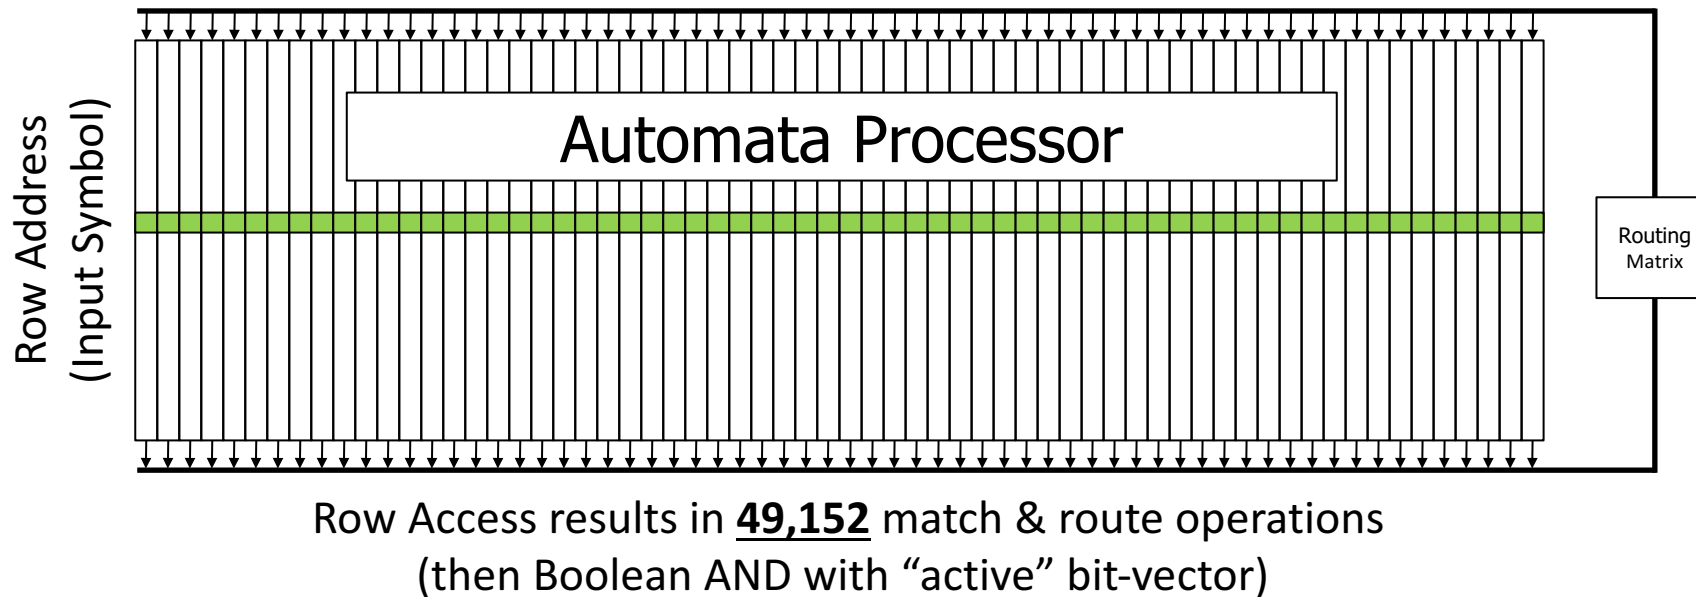 Row Address
(Input Symbol)
Automata Processor
Routing
Matrix
Row Access results in 49,152 match & route operations
(then Boolean AND with “active” bit-vector)